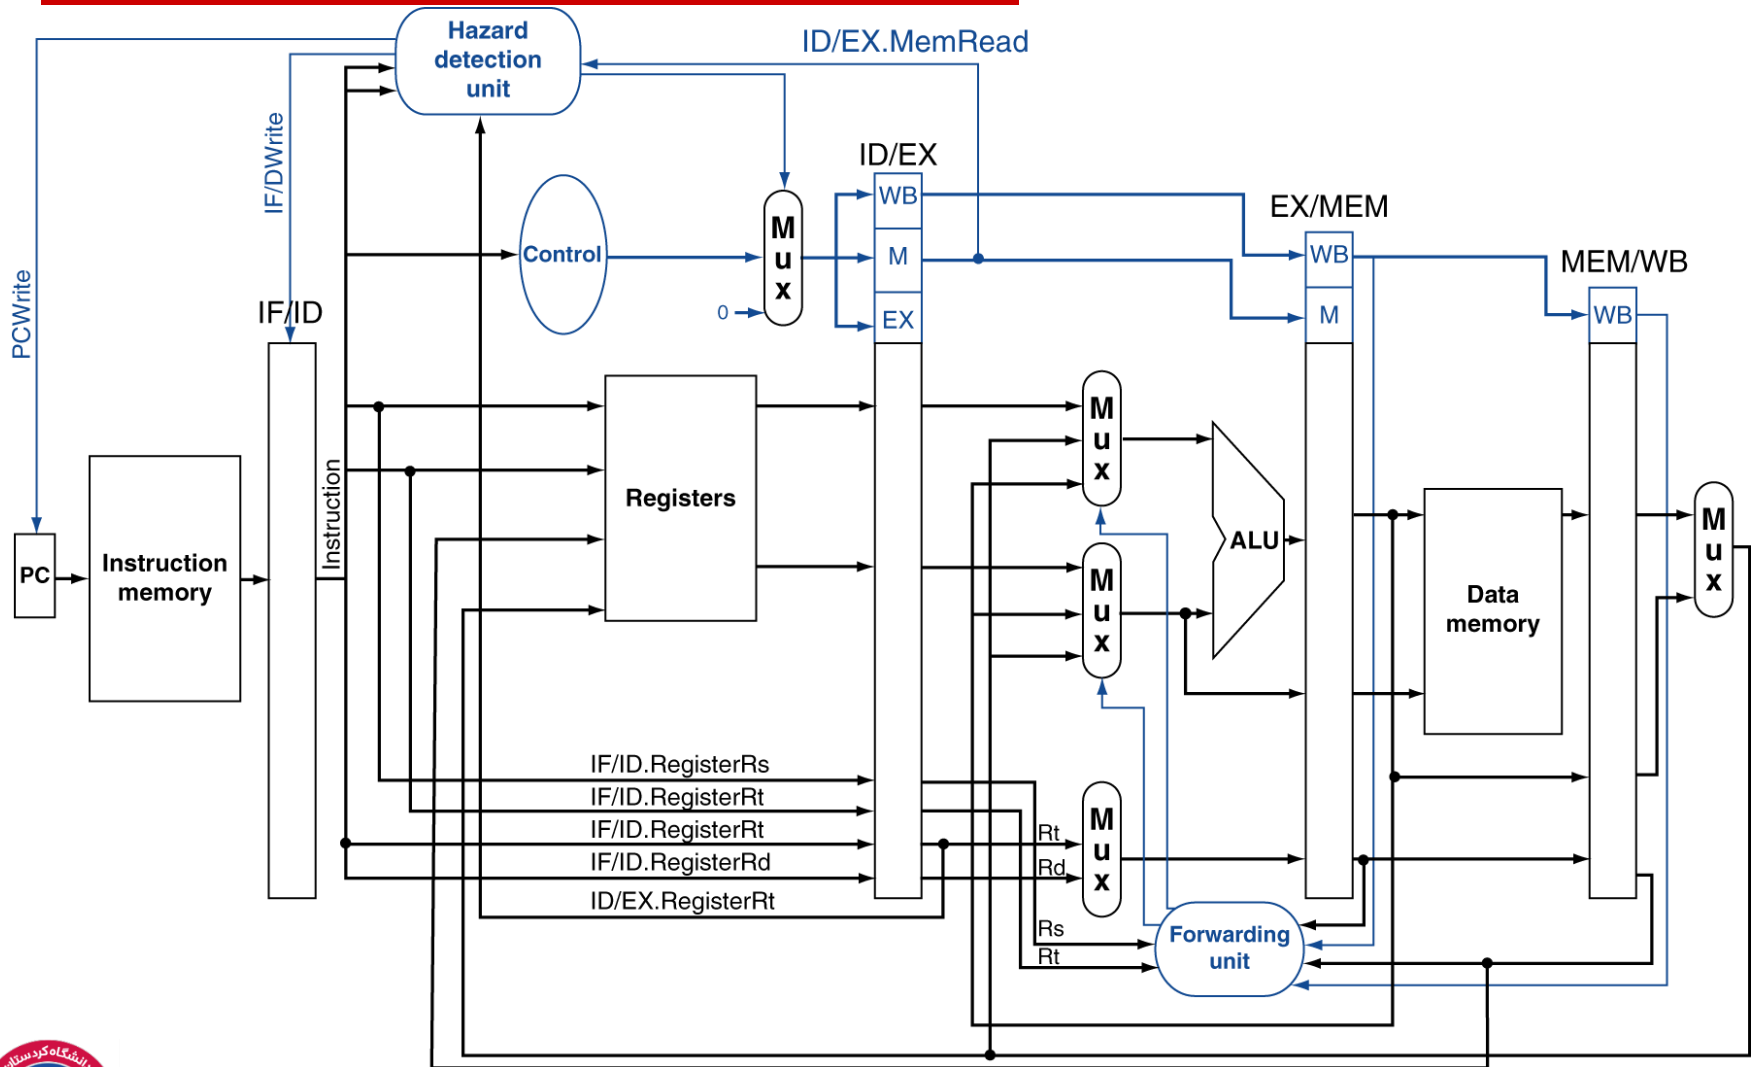 Hazard
detection
unit
ID/EX.MemRead
IF/DWrite
PCWrite
ID/EX
WB
M
EX
Control
M
u
x
0
EX/MEM
WB
M
MEM/WB
WB
IF/ID
Instruction
PC
Instruction
memory
Registers
M
u
x
M
u
x
ALU
Data
memory
M
u
x
IF/ID.RegisterRs
IF/ID.RegisterRt
IF/ID.RegisterRt
IF/ID.RegisterRd
ID/EX.RegisterRt
Rt
Rd
M
u
x
Rs
Rt
Forwarding
unit
دانشگاه کردستان